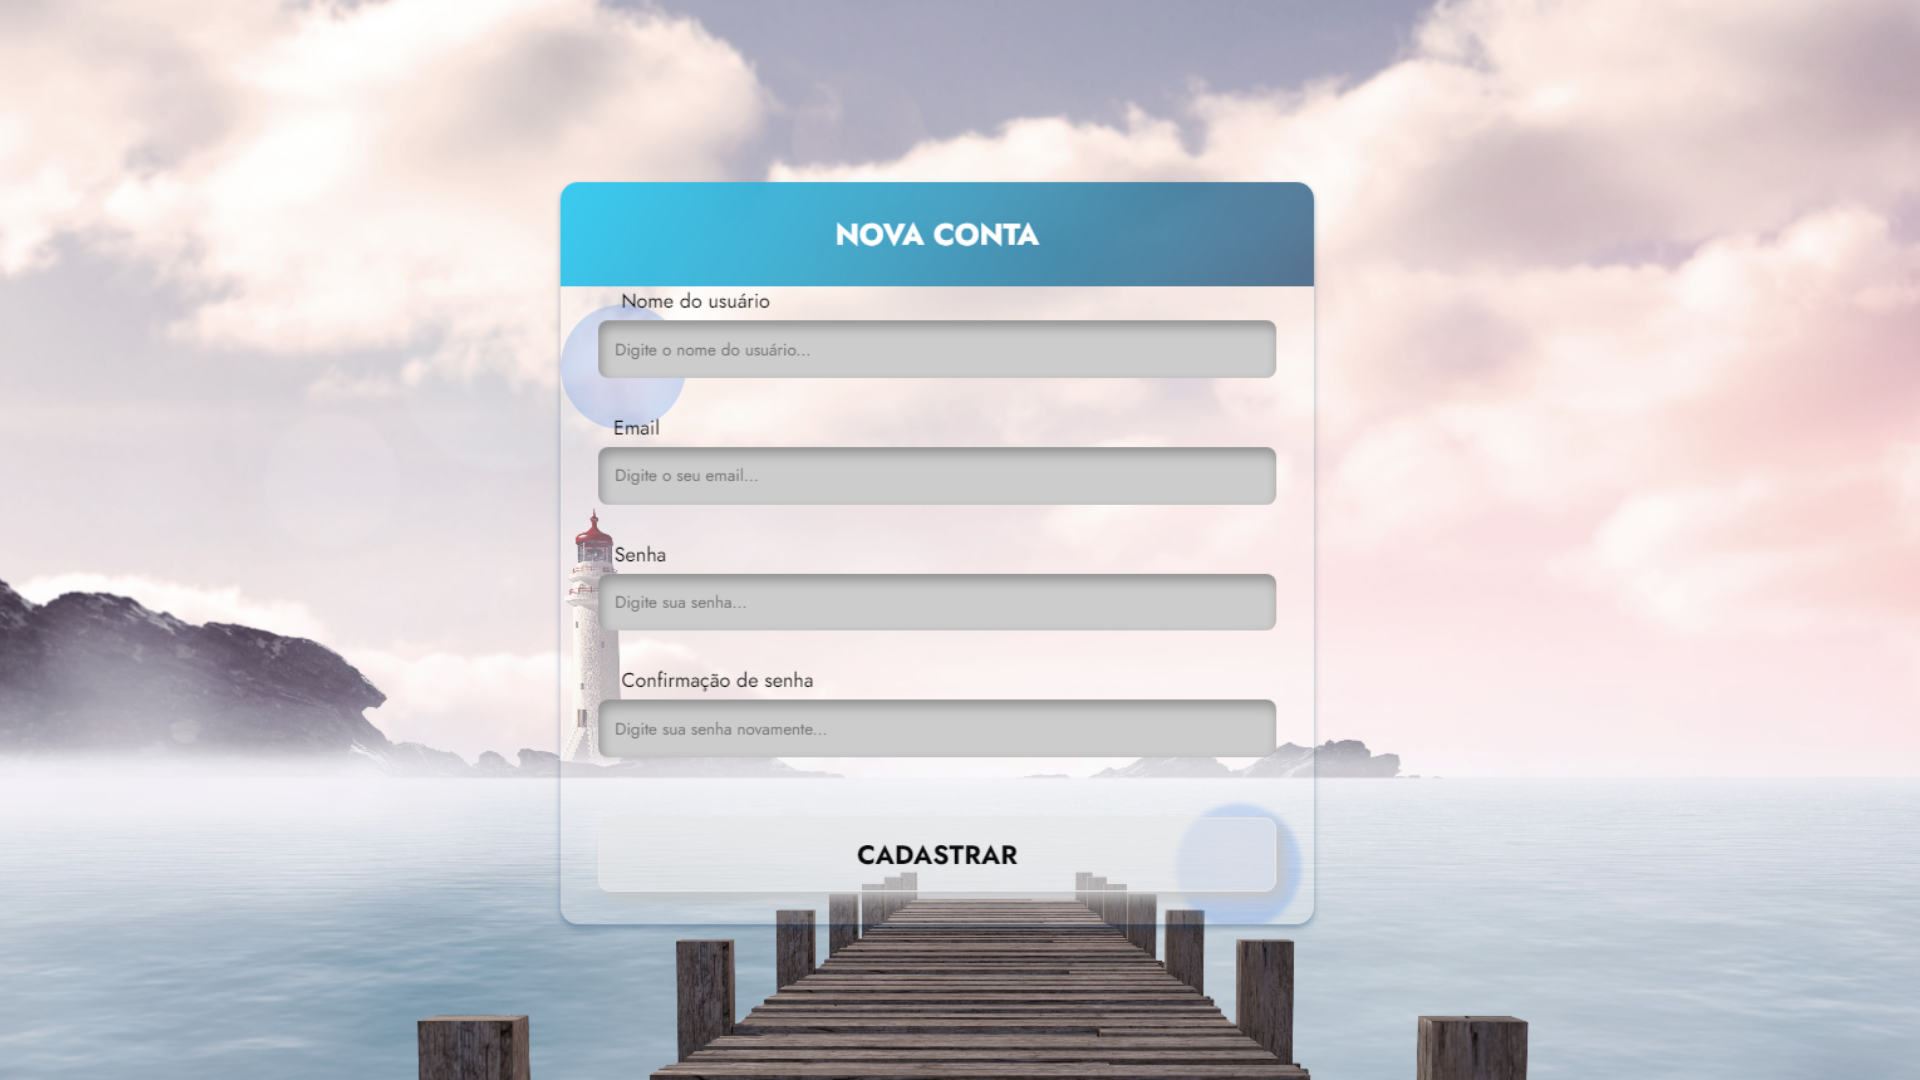 NOVA CONTA
Nome do usuário
Digite o nome do usuário...
Email
Digite o seu email...
Senha
Digite sua senha...
Confirmação de senha
Digite sua senha novamente...
CADASTRAR